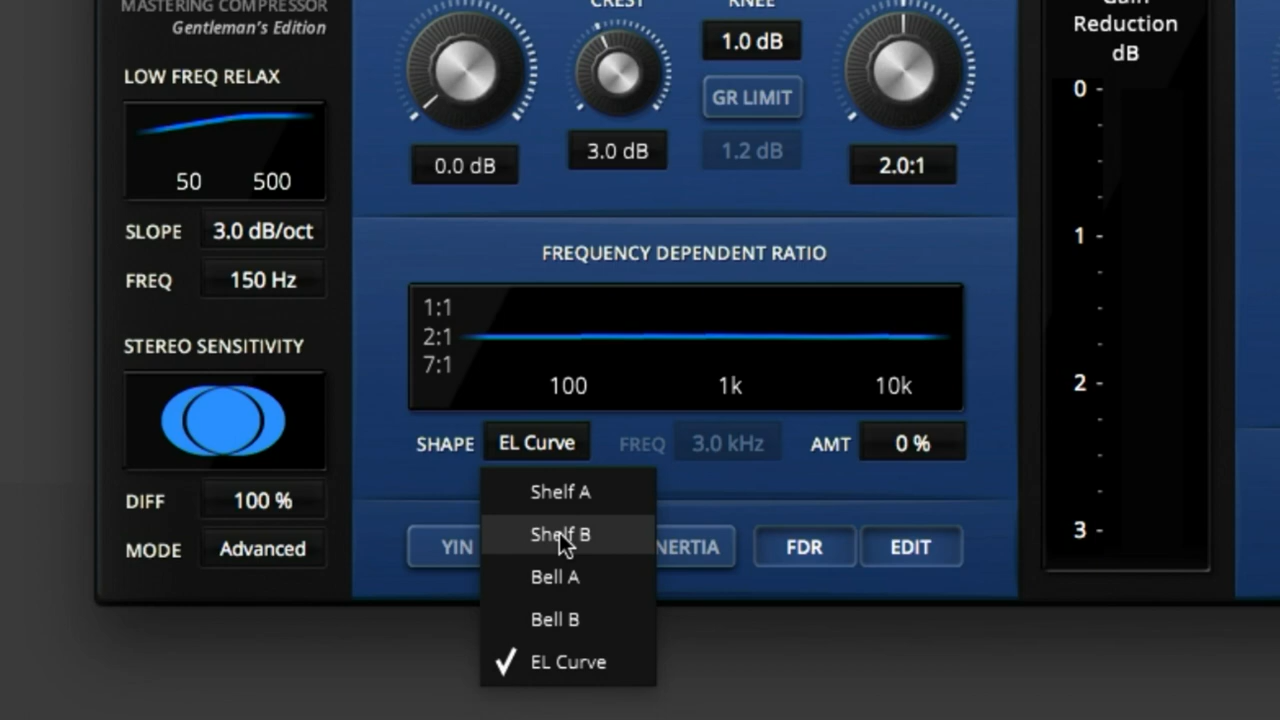 MASTERING COMPRESSOR
Gentleman's Edition
LOW FREQ RELAX
50 500
SLOPE 3.0 dB/oct
FREQ 150 Hz
STEREO SENSITIVITY
DIFF 100 %
MODE Advanced
CREST
KNEE
1.0 dB
GR LIMIT
0.0 dB
3.0 dB
1.2 dB
2.0:1
FREQUENCY DEPENDENT RATIO
1:1
2:1
7:1
100 1k 10k
SHAPE EL Curve FREQ 3.0 kHz AMT 0 %
Shelf A
Shelf B
Bell A
Bell B
EL Curve
YIN
FDR EDIT
Gain
Reduction
dB
0 -
1 -
2 -
3 -